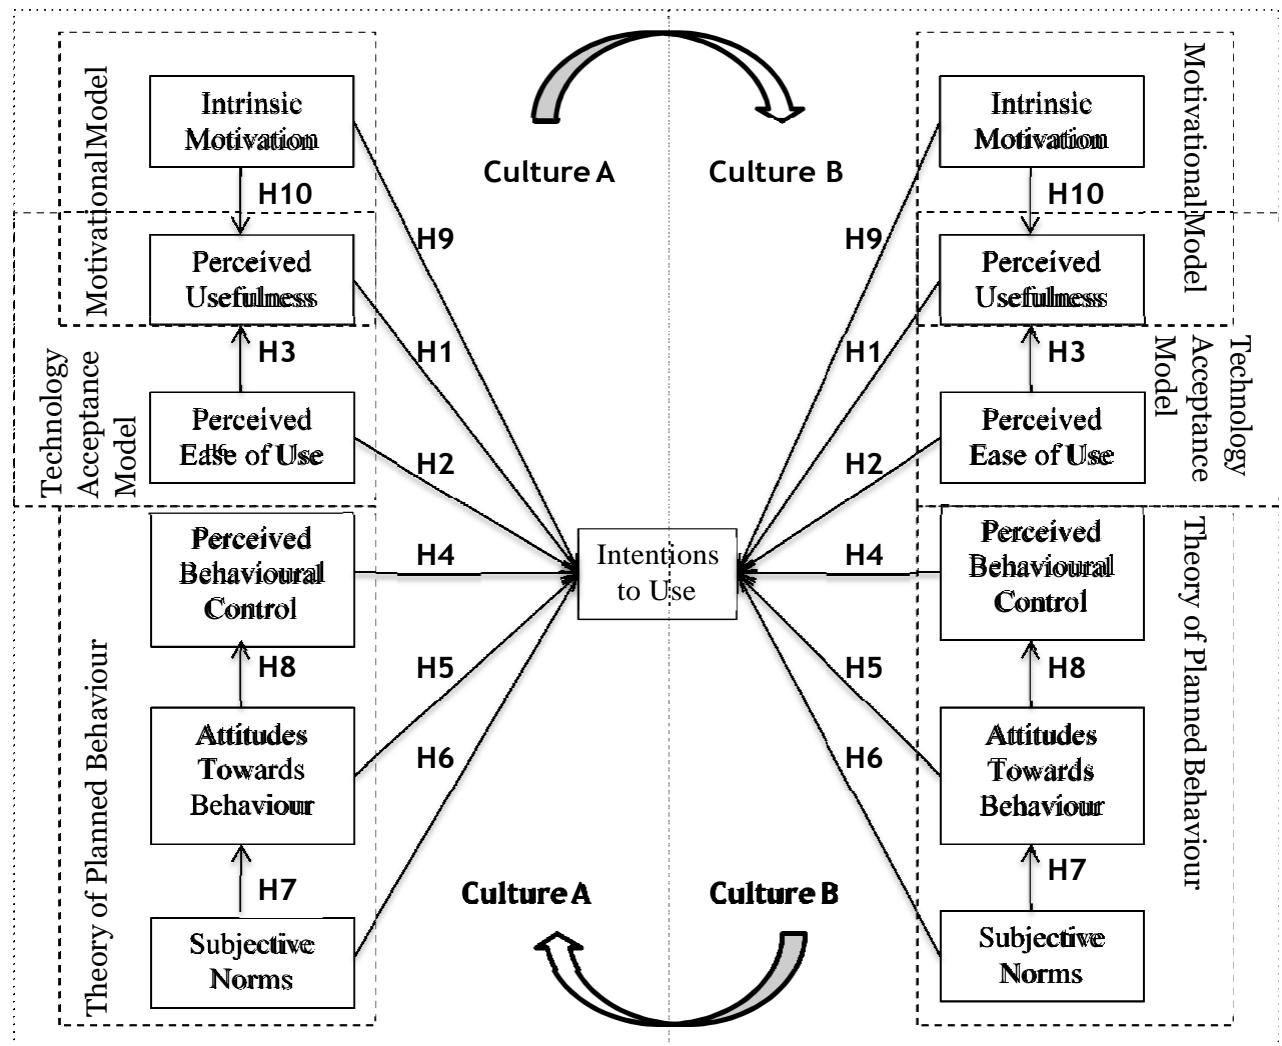 Motivational Model
Intrinsic
Motivation
H10
Perceived
Usefulness
H3
Technology
Acceptance
Model
Perceived
Ease of Use
Perceived
Behavioural
Control
H8
Theory of Planned Behaviour
Attitudes
Towards
Behaviour
H7
Subjective
Norms
H9
H1
H2
H4
H5
H6
Culture A
Culture B
Intentions
to Use
Culture A
Culture B
H9
H1
H2
H4
H5
H6
Intrinsic
Motivation
H10
Motivational Model
Perceived
Usefulness
H3
Technology
Acceptance
Model
Perceived
Ease of Use
Perceived
Behavioural
Control
H8
Theory of Planned Behaviour
Attitudes
Towards
Behaviour
H7
Subjective
Norms